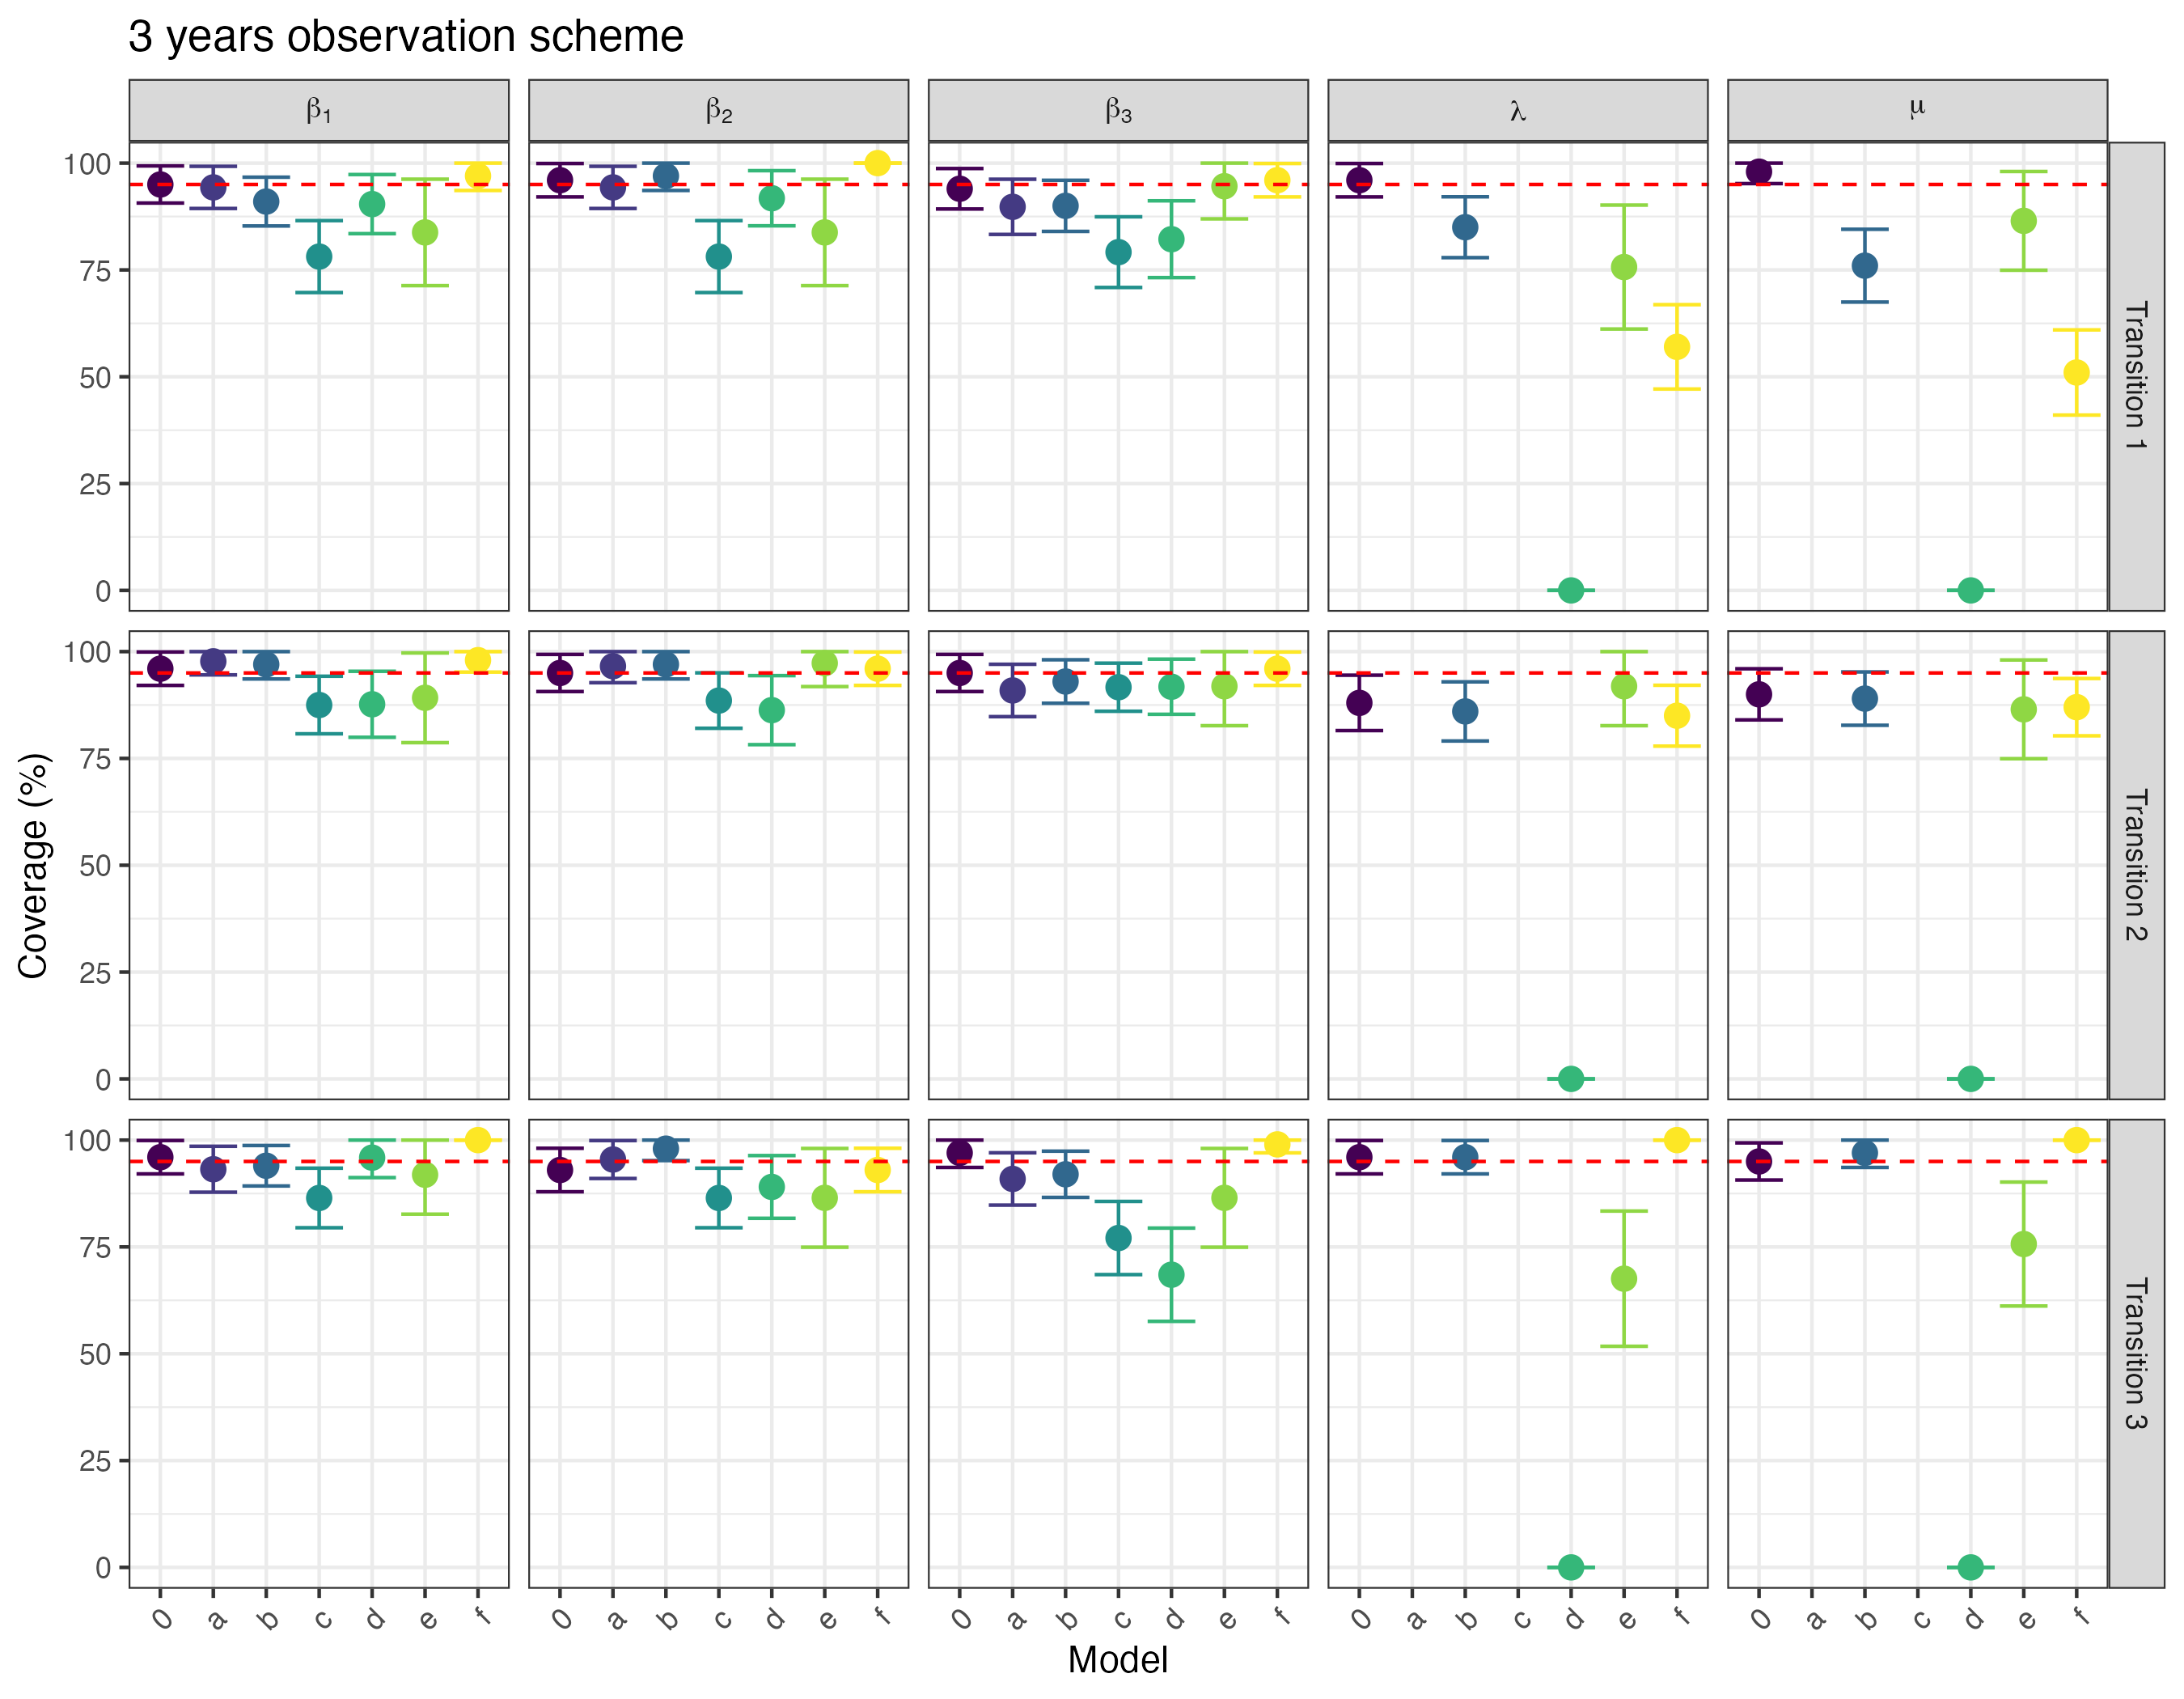 3 years observation scheme
β1 β2 β3 λ μ
100
75
50
25
0
Transition 1
100
75
50
25
0
Transition 2
100
75
50
25
0
Transition 3
Coverage (%)
0 a b c d e f 0 a b c d e f 0 a b c d e f 0 a b c d e f 0 a b c d e f
Model